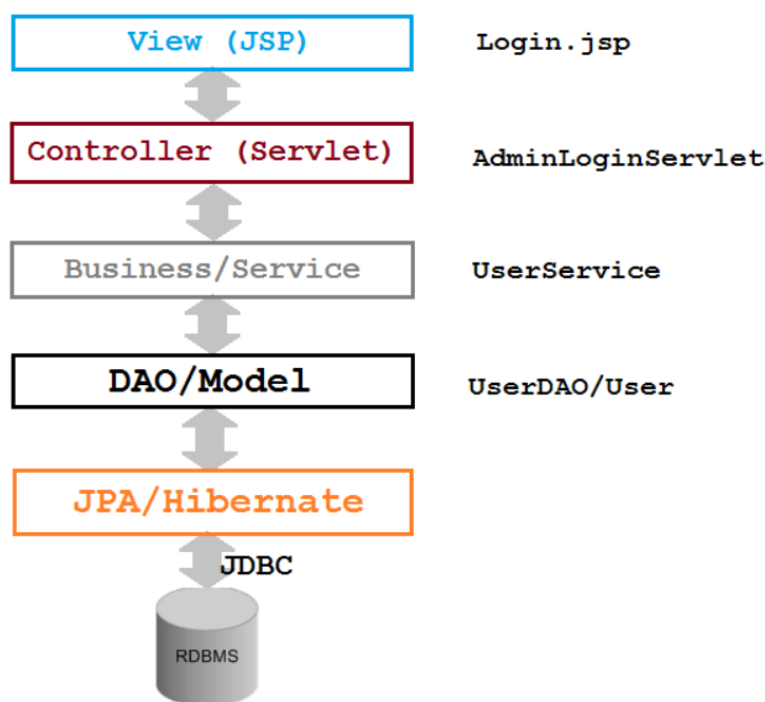 View (JSP)
Login.jsp
Controller (Servlet)
AdminLoginServlet
Business/Service
UserService
DAO/Model
UserDAO/User
JPA/Hibernate
JDBC
RDBMS